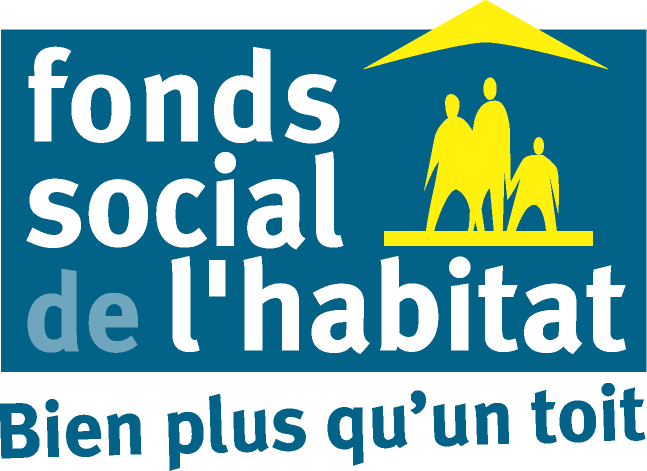 fonds
social
de l'habitat
Bien plus qu’un toit